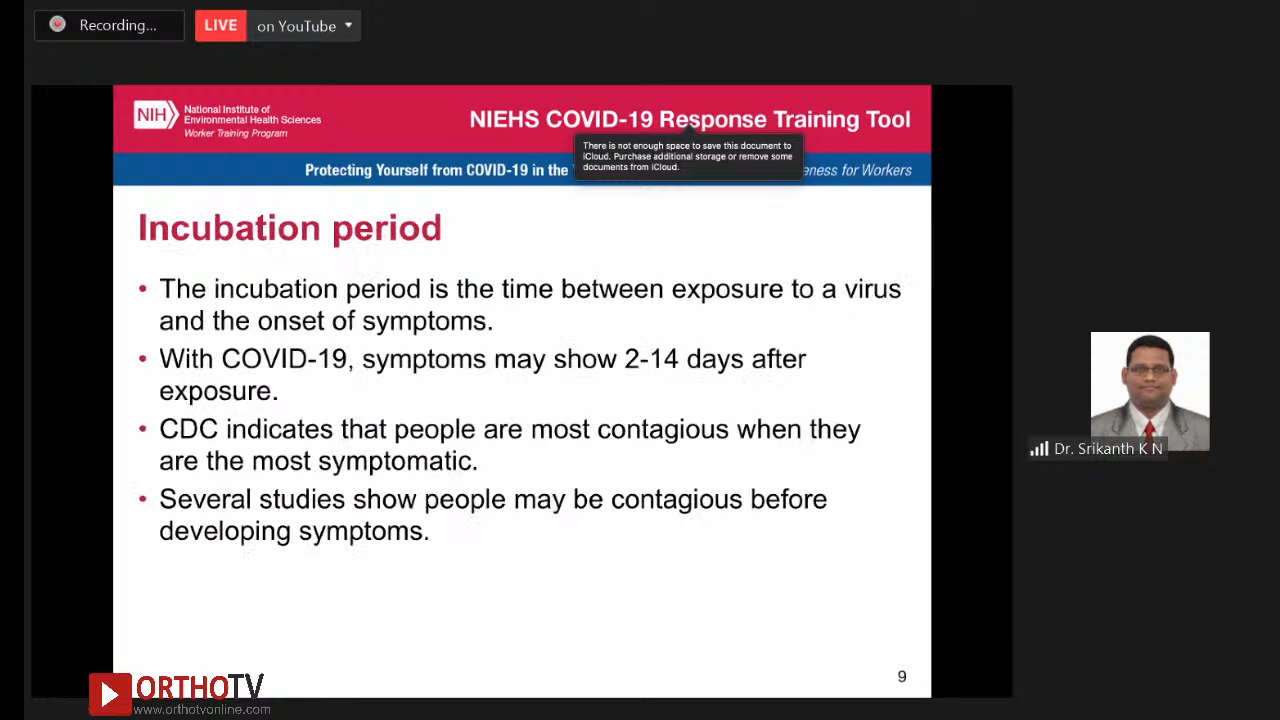 Recording...
LIVE on YouTube
NIH
National Institute of
Environmental Health Sciences
Worker Training Program
NIEHS COVID-19 Response Training Tool
There is not enough space to save this document to
iCloud. Purchase additional storage or remove some
documents from iCloud.
Protecting Yourself from COVID-19 in the
eness for Workers
Incubation period
• The incubation period is the time between exposure to a virus
and the onset of symptoms.
• With COVID-19, symptoms may show 2-14 days after
exposure.
• CDC indicates that people are most contagious when they
are the most symptomatic.
• Several studies show people may be contagious before
developing symptoms.
Dr. Srikanth K N
9
ORTHOTV
www.orthotvonline.com